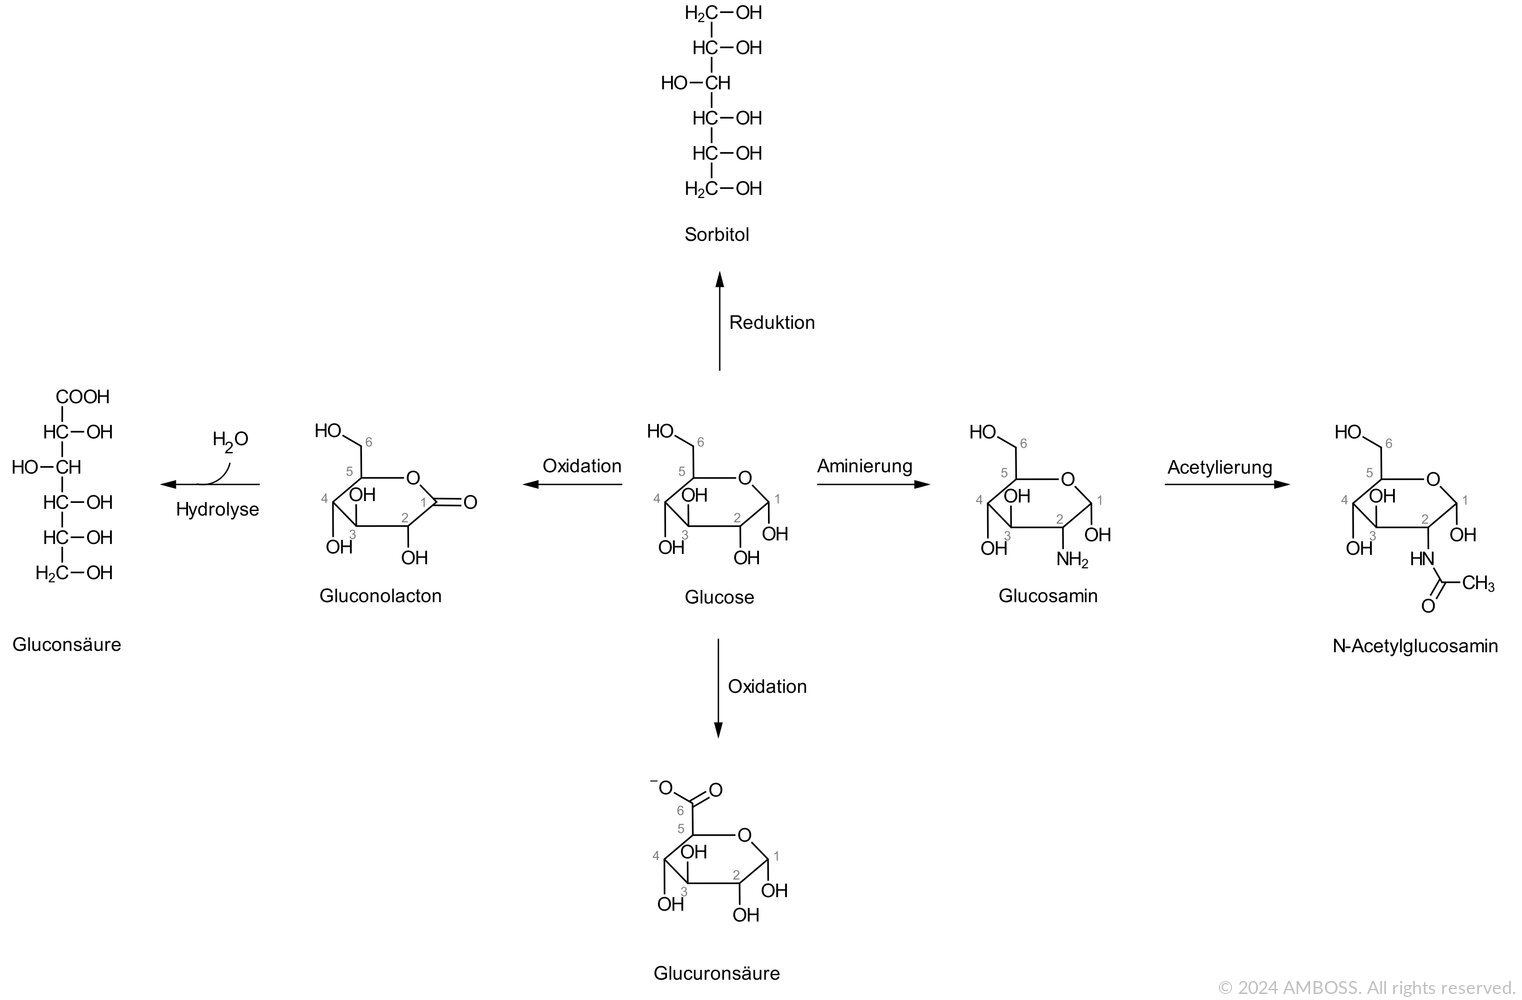 H₂C–OH
HC–OH
HO–CH
HC–OH
HC–OH
H₂C–OH
Sorbitol
Reduktion
COOH
HC–OH
HO–CH
HC–OH
HC–OH
H₂C–OH
Gluconsäure
H₂O
Hydrolyse
HO
6
5
O
4
OH
1
O
2
3
OH
OH
Gluconolacton
Oxidation
HO
6
5
O
4
OH
1
2
3
OH
OH
OH
Glucose
Aminierung
HO
6
5
O
4
OH
1
2
3
OH
OH
NH₂
Glucosamin
Acetylierung
HO
6
5
O
4
OH
1
2
3
OH
OH
HN
CH₃
O
N-Acetylglucosamin
Oxidation
⁻O
O
6
5
O
4
OH
1
2
3
OH
OH
OH
Glucuronsäure
© 2024 AMBOSS. All rights reserved.